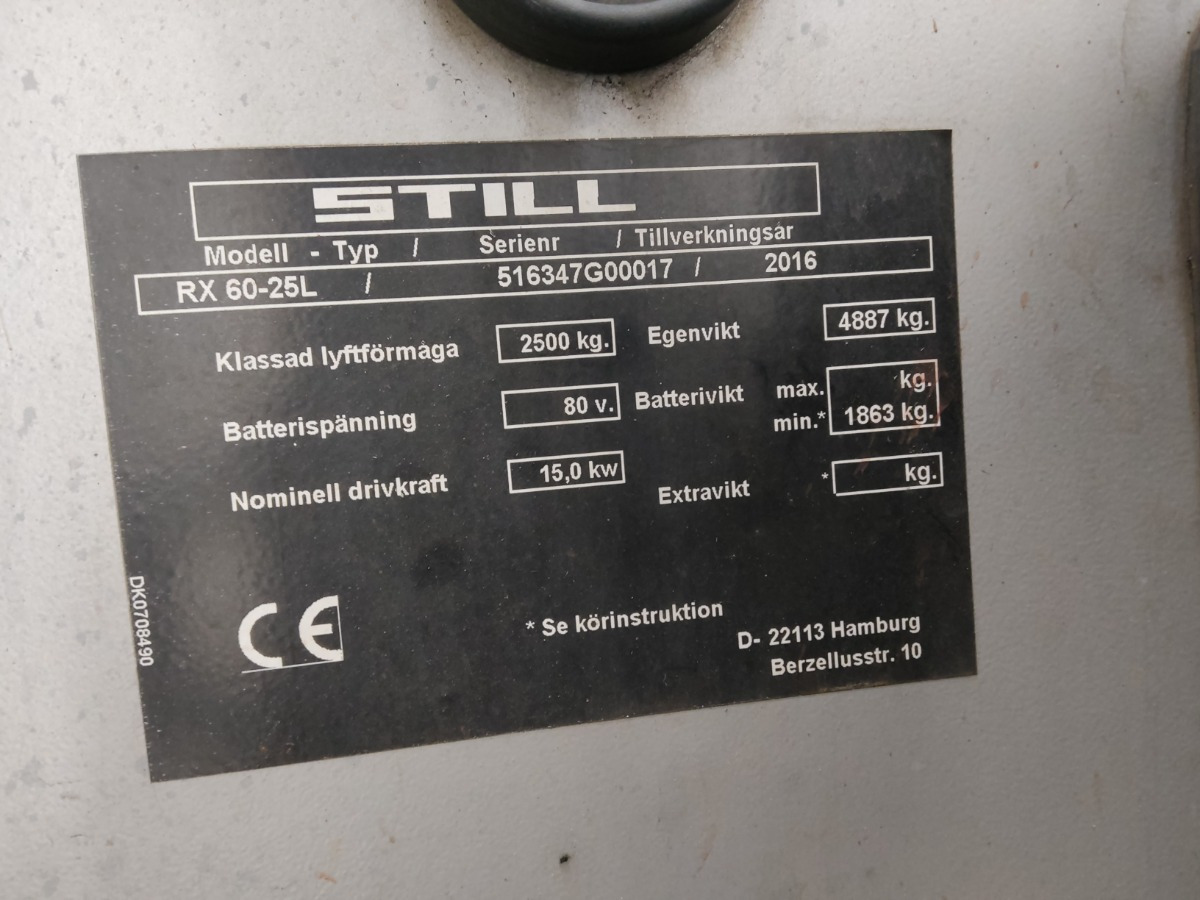 STILL
Modell - Typ / Serienr / Tillverkningsår
RX 60-25L / 516347G00017 / 2016
Klassad lyftförmåga 2500 kg. Egenvikt 4887 kg.
Batterispänning 80 v. Batterivikt max. kg.
min.* 1863 kg.
Nominell drivkraft 15,0 kw Extravikt * kg.
DK0708490
CE
* Se körinstruktion
D- 22113 Hamburg
Berzellusstr. 10